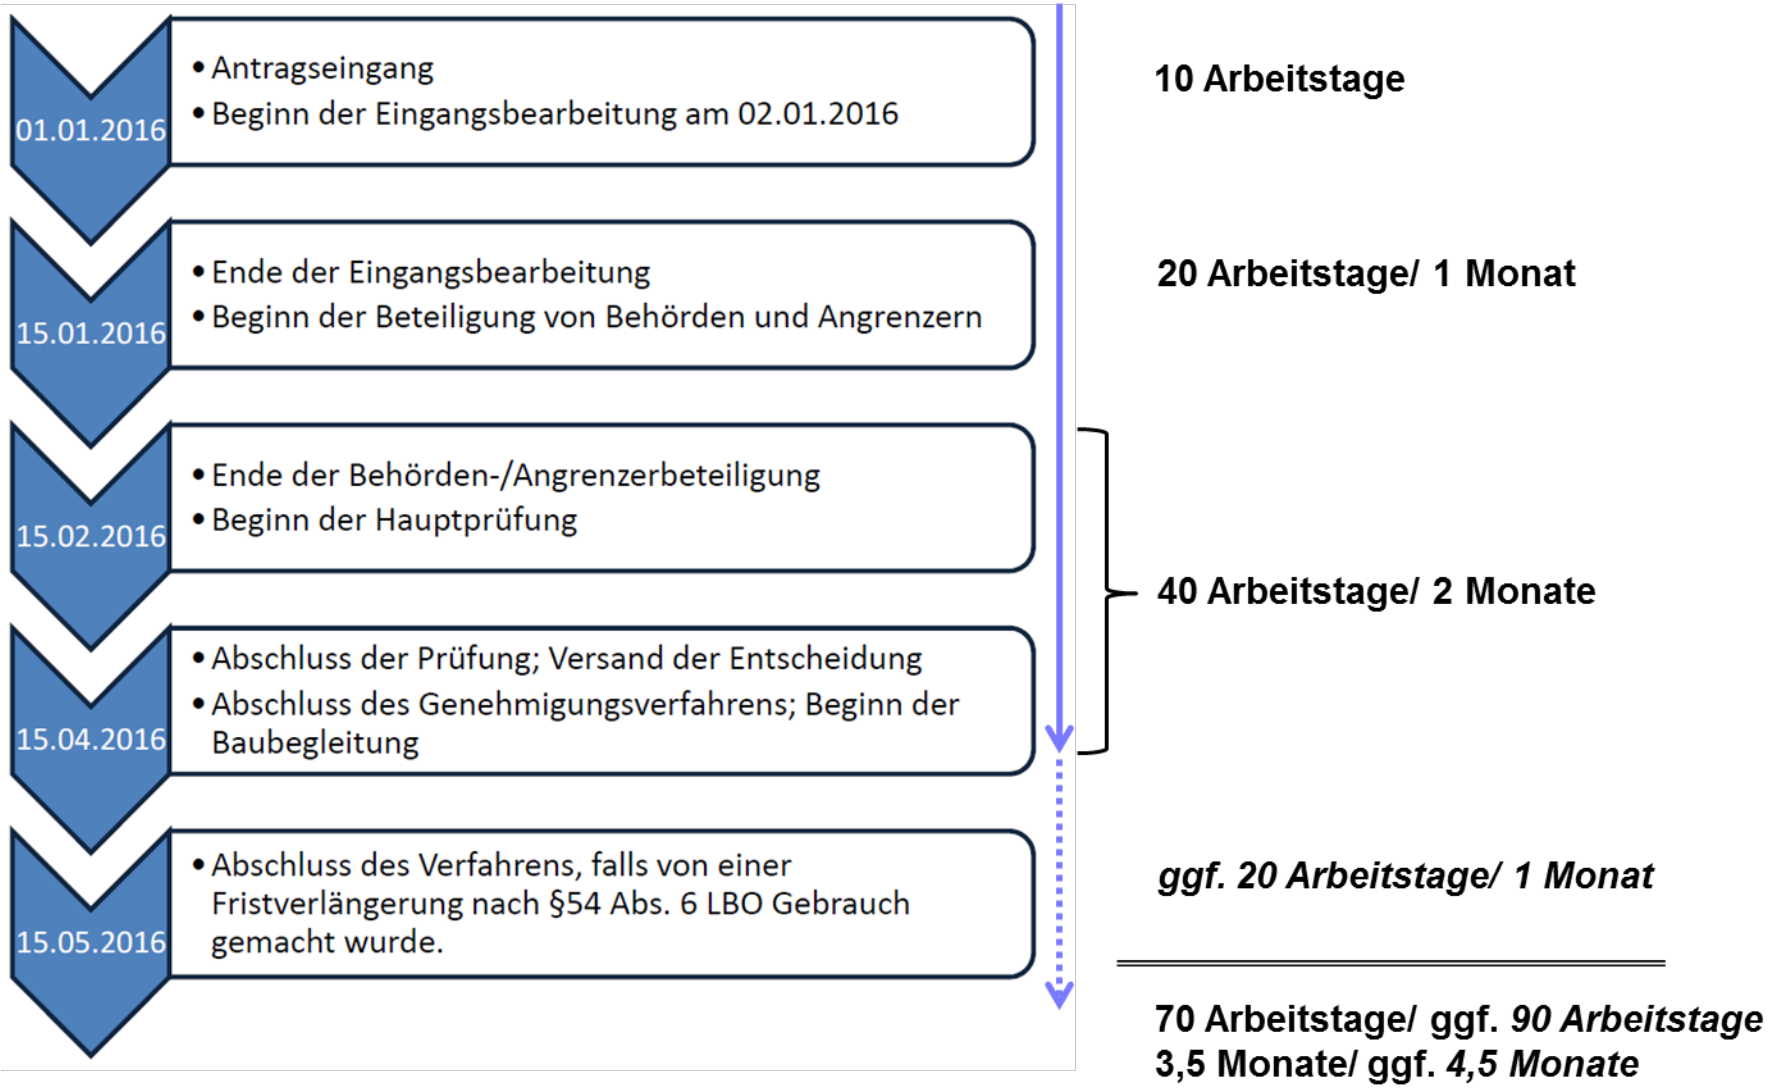 01.01.2016
• Antragseingang
• Beginn der Eingangsbearbeitung am 02.01.2016
10 Arbeitstage
15.01.2016
• Ende der Eingangsbearbeitung
• Beginn der Beteiligung von Behörden und Angrenzern
20 Arbeitstage/ 1 Monat
15.02.2016
• Ende der Behörden-/Angrenzerbeteiligung
• Beginn der Hauptprüfung
40 Arbeitstage/ 2 Monate
15.04.2016
• Abschluss der Prüfung; Versand der Entscheidung
• Abschluss des Genehmigungsverfahrens; Beginn der
Baubegleitung
15.05.2016
• Abschluss des Verfahrens, falls von einer
Fristverlängerung nach §54 Abs. 6 LBO Gebrauch
gemacht wurde.
ggf. 20 Arbeitstage/ 1 Monat
70 Arbeitstage/ ggf. 90 Arbeitstage
3,5 Monate/ ggf. 4,5 Monate